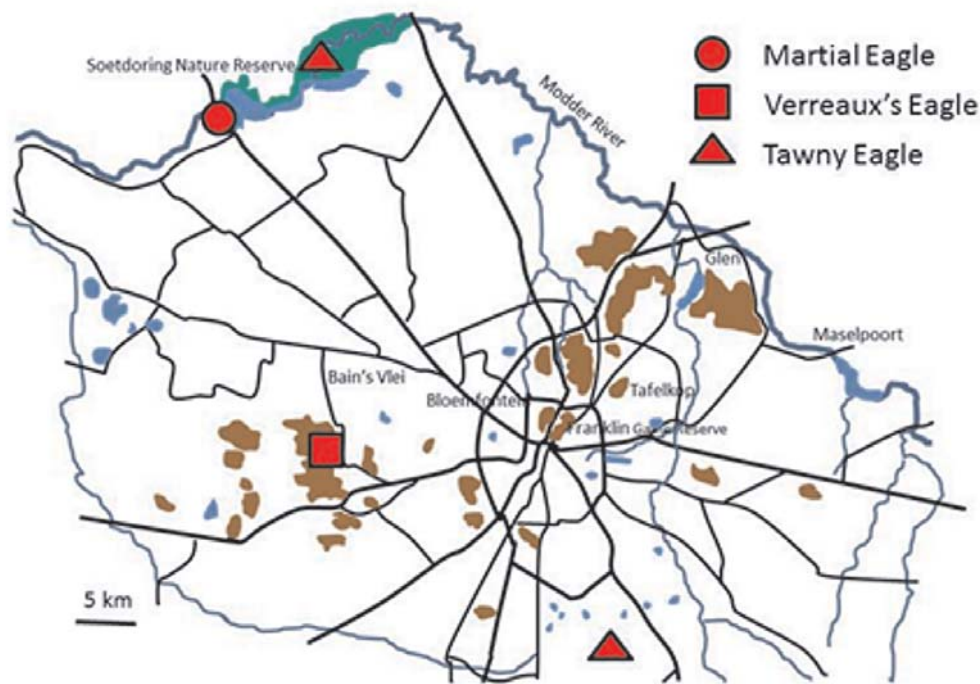 Soetdoring Nature Reserve
Martial Eagle
Verreaux's Eagle
Tawny Eagle
Modder River
Glen
Maselpoort
Bain's Vlei
Tafelkop
Bloemfontein
Franklin Game Reserve
5 km